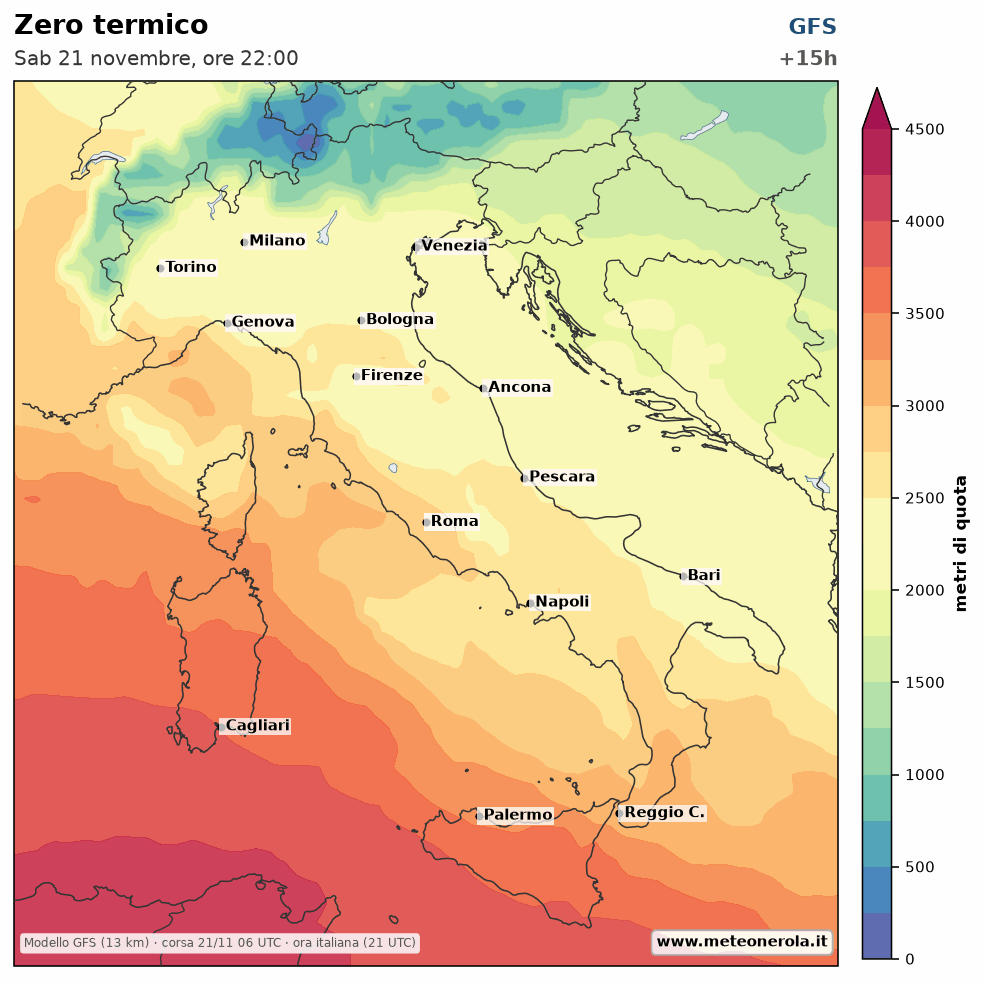 Zero termico
GFS
Sab 21 novembre, ore 22:00
+15h
Milano
Venezia
Torino
Genova
Bologna
Firenze
Ancona
Pescara
Roma
Bari
Napoli
Cagliari
Palermo
Reggio C.
Modello GFS (13 km) · corsa 21/11 06 UTC · ora italiana (21 UTC)
www.meteonerola.it
4500
4000
3500
3000
2500
2000
1500
1000
500
0
metri di quota